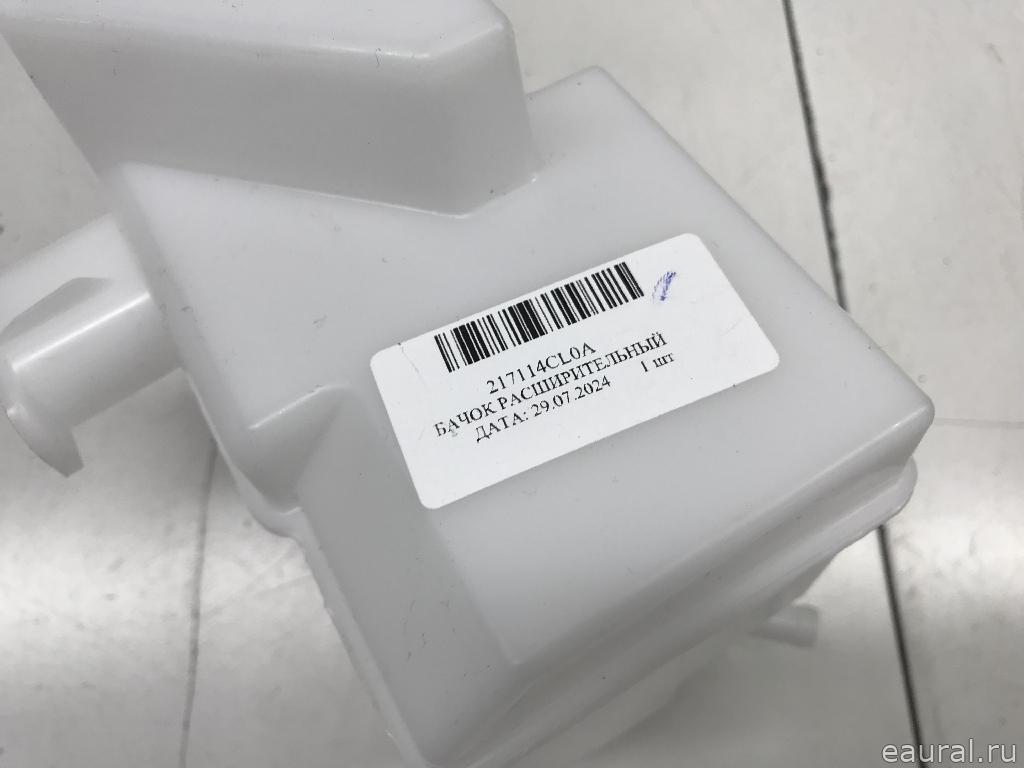 217114CL0A
БАЧОК РАСШИРИТЕЛЬНЫЙ
ДАТА: 29.07.2024 1 шт
eaural.ru